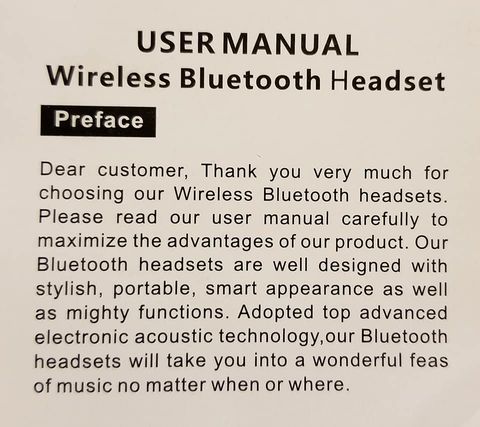 USER MANUAL
Wireless Bluetooth Headset
Preface
Dear customer, Thank you very much for
choosing our Wireless Bluetooth headsets.
Please read our user manual carefully to
maximize the advantages of our product. Our
Bluetooth headsets are well designed with
stylish, portable, smart appearance as well
as mighty functions. Adopted top advanced
electronic acoustic technology,our Bluetooth
headsets will take you into a wonderful feas
of music no matter when or where.